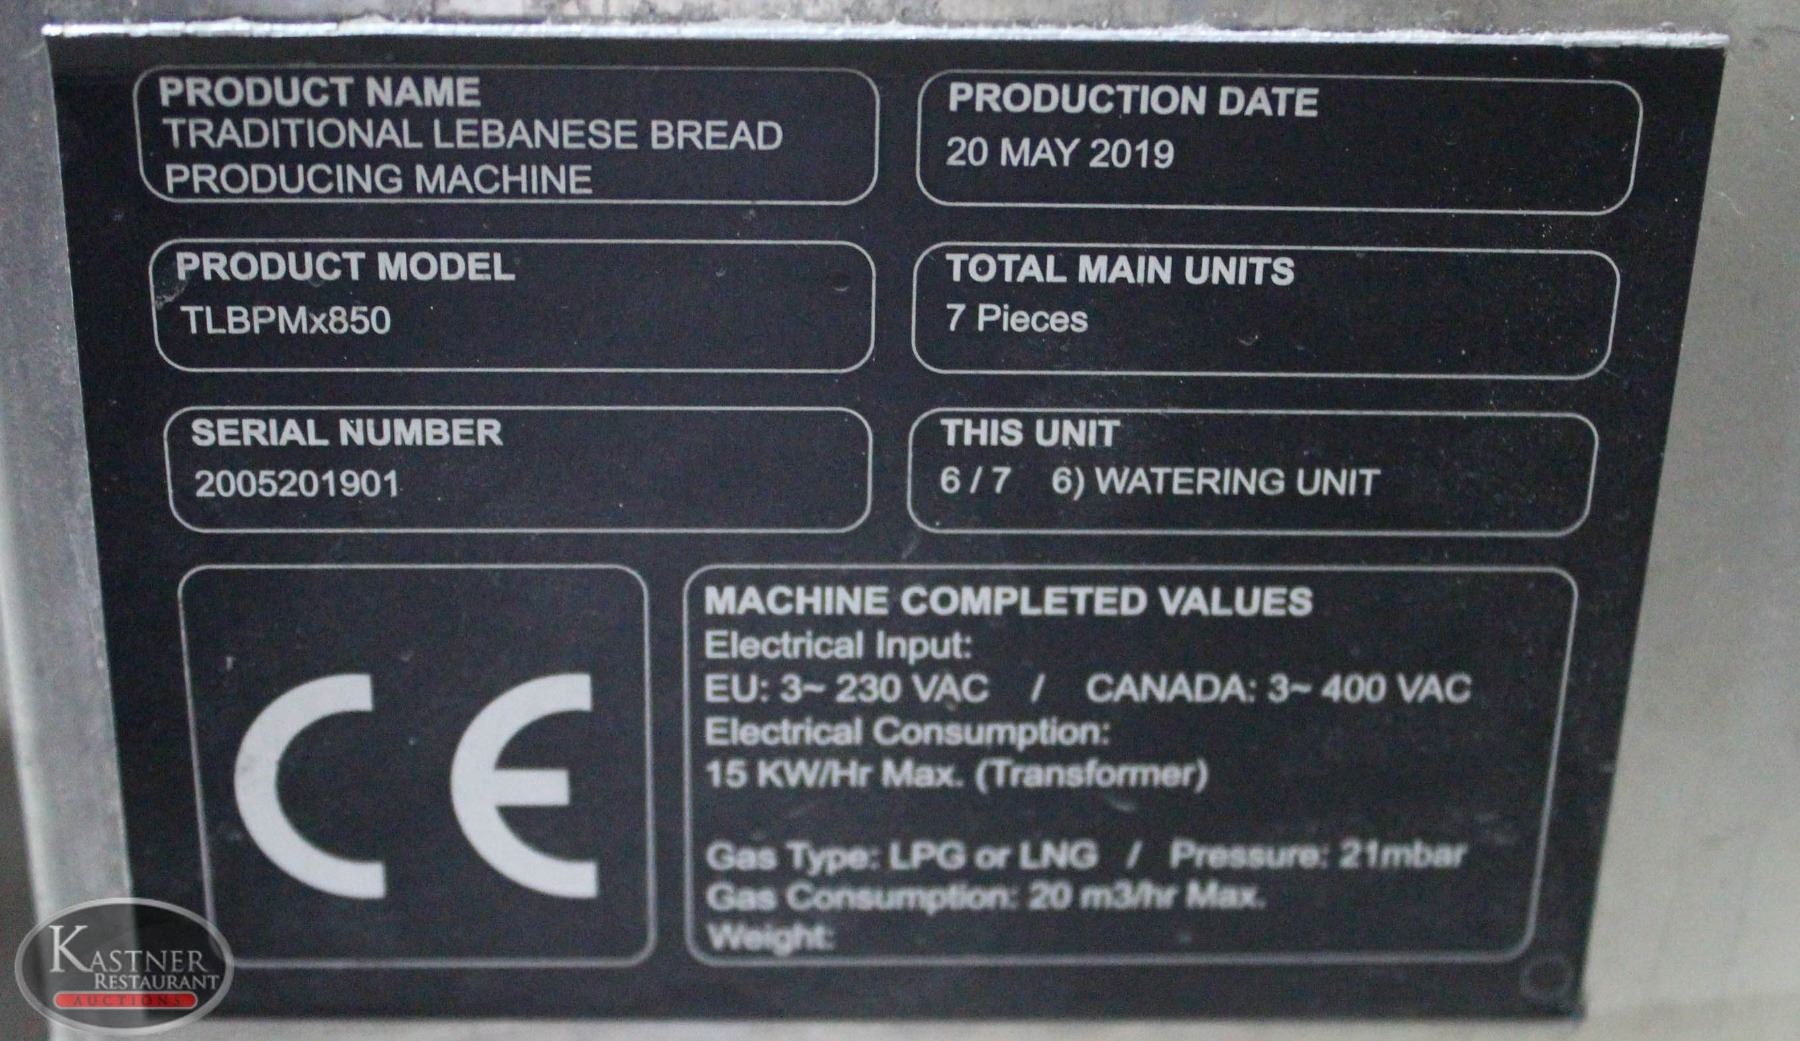 PRODUCT NAME
TRADITIONAL LEBANESE BREAD
PRODUCING MACHINE
PRODUCTION DATE
20 MAY 2019
PRODUCT MODEL
TLBPMx850
TOTAL MAIN UNITS
7 Pieces
SERIAL NUMBER
2005201901
THIS UNIT
6 / 7 6) WATERING UNIT
CE
MACHINE COMPLETED VALUES
Electrical Input:
EU: 3~ 230 VAC / CANADA: 3~ 400 VAC
Electrical Consumption:
15 KW/Hr Max. (Transformer)
Gas Type: LPG or LNG / Pressure: 21mbar
Gas Consumption: 20 m3/hr Max.
Weight:
KASTNER
RESTAURANT
AUCTIONS